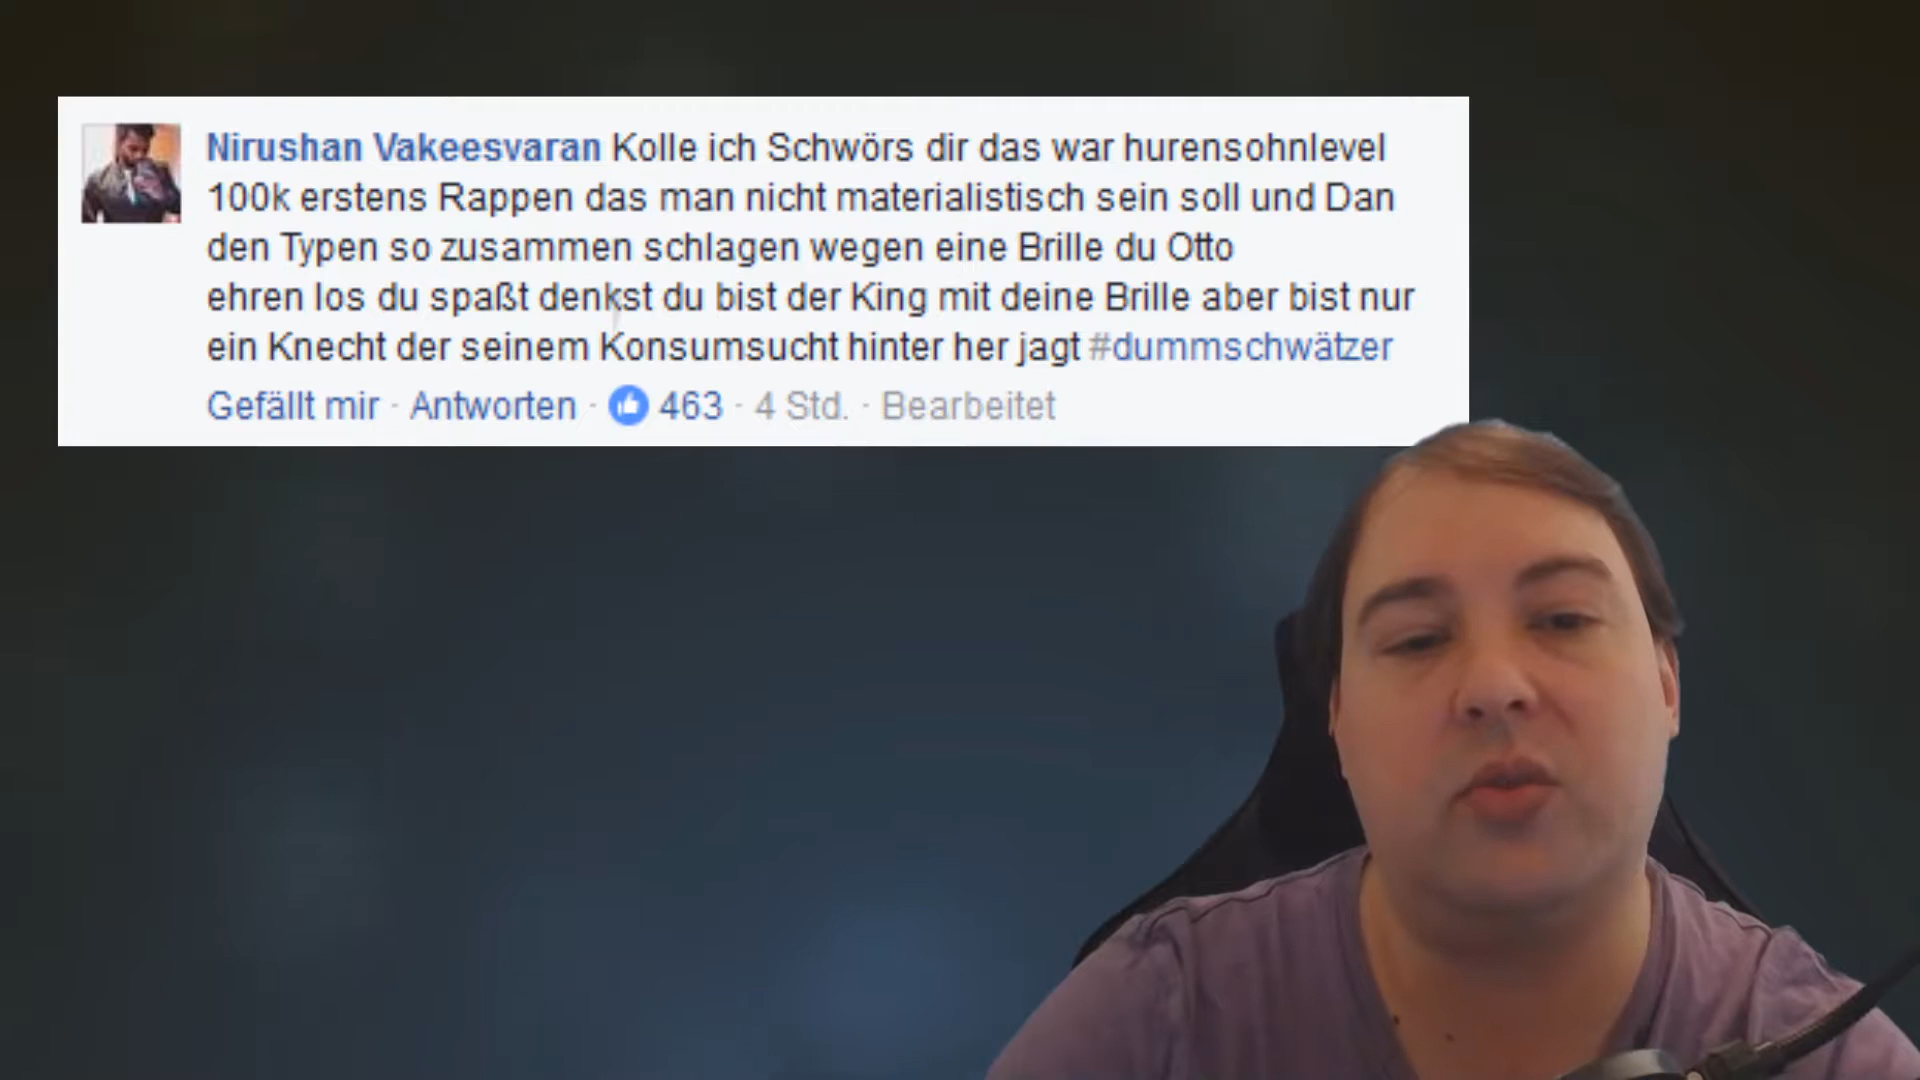 Nirushan Vakeesvaran Kolle ich Schwörs dir das war hurensohnlevel
100k erstens Rappen das man nicht materialistisch sein soll und Dan
den Typen so zusammen schlagen wegen eine Brille du Otto
ehren los du spaßt denkst du bist der King mit deine Brille aber bist nur
ein Knecht der seinem Konsumsucht hinter her jagt #dummschwätzer
Gefällt mir · Antworten · 463 · 4 Std. · Bearbeitet